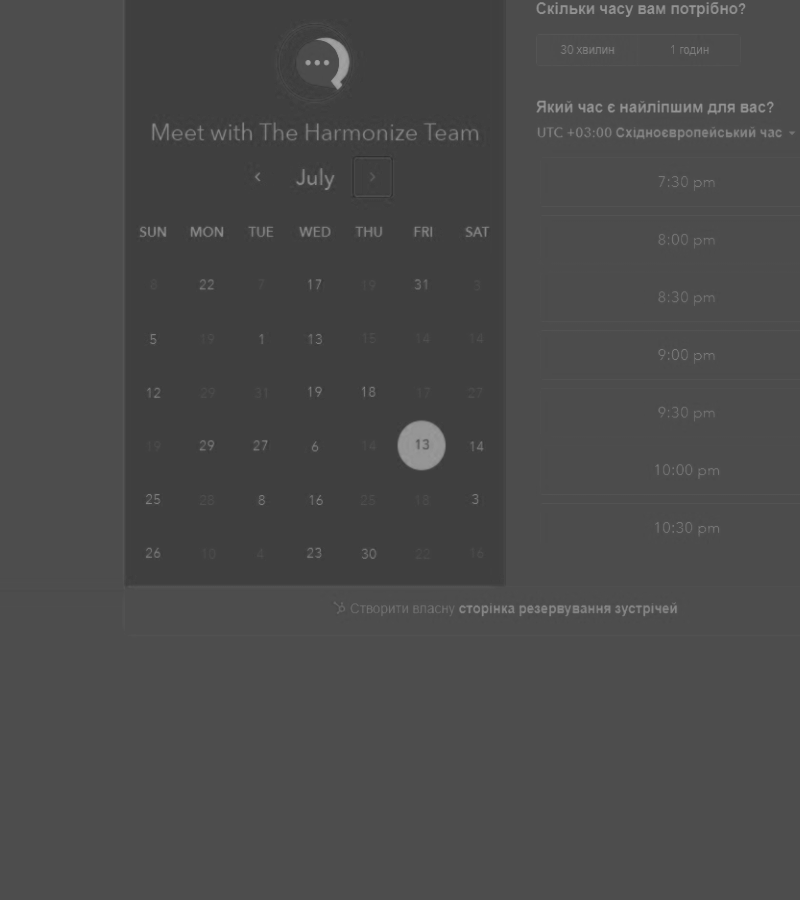 Meet with The Harmonize Team
July
SUN MON TUE WED THU FRI SAT
8 22 7 17 19 31 3
5 19 1 13 15 14 14
12 29 31 19 18 17 27
19 29 27 6 14 13 14
25 28 8 16 28 18 3
26 10 4 23 30 22 16
Скільки часу вам потрібно?
30 хвилин 1 годин
Який час є найліпшим для вас?
UTC +03:00 Східноєвропейський час
7:30 pm
8:00 pm
8:30 pm
9:00 pm
9:30 pm
10:00 pm
10:30 pm
Створити власну сторінка резервування зустрічей